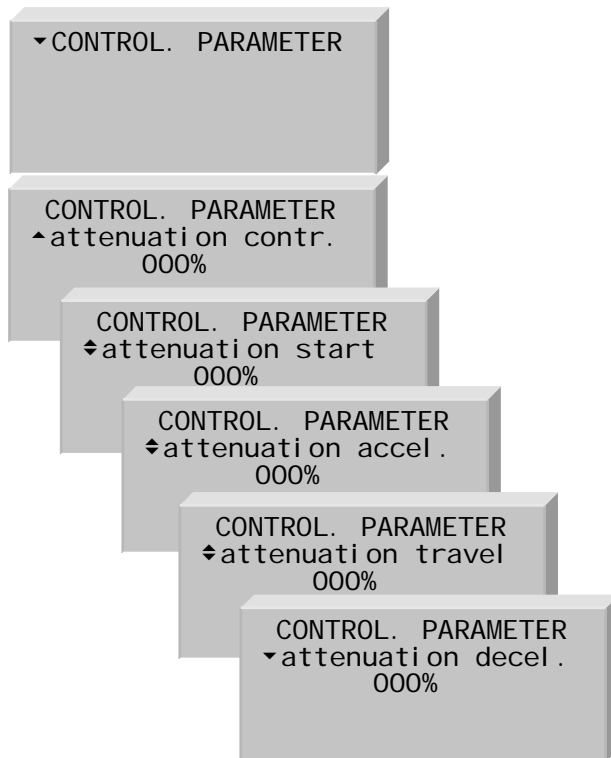 ▾CONTROL. PARAMETER
CONTROL. PARAMETER
▴attenuation contr.
000%
CONTROL. PARAMETER
♦attenuation start
000%
CONTROL. PARAMETER
♦attenuation accel.
000%
CONTROL. PARAMETER
♦attenuation travel
000%
CONTROL. PARAMETER
▾attenuation decel.
000%